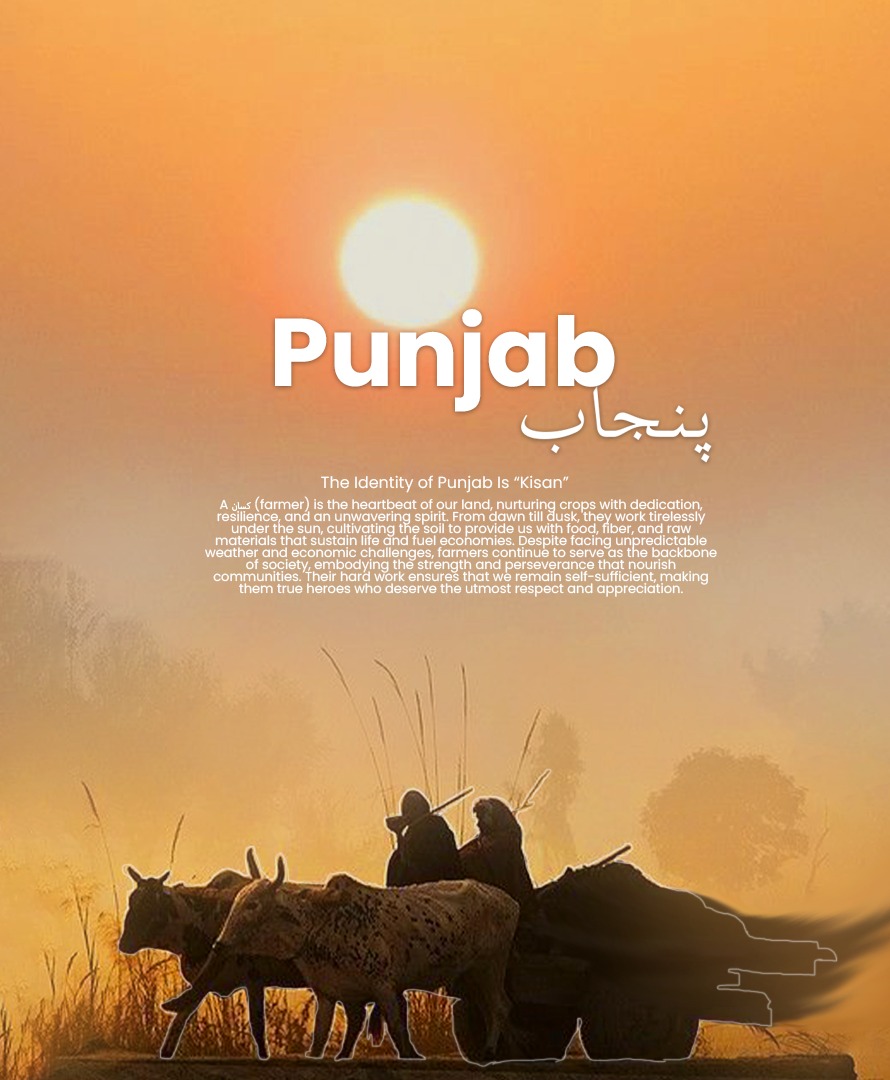 Punjab
پنجاب
The Identity of Punjab Is “Kisan”
A کسان (farmer) is the heartbeat of our land, nurturing crops with dedication,
resilience, and an unwavering spirit. From dawn till dusk, they work tirelessly
under the sun, cultivating the soil to provide us with food, fiber, and raw
materials that sustain life and fuel economies. Despite facing unpredictable
weather and economic challenges, farmers continue to serve as the backbone
of society, embodying the strength and perseverance that nourish
communities. Their hard work ensures that we remain self-sufficient, making
them true heroes who deserve the utmost respect and appreciation.